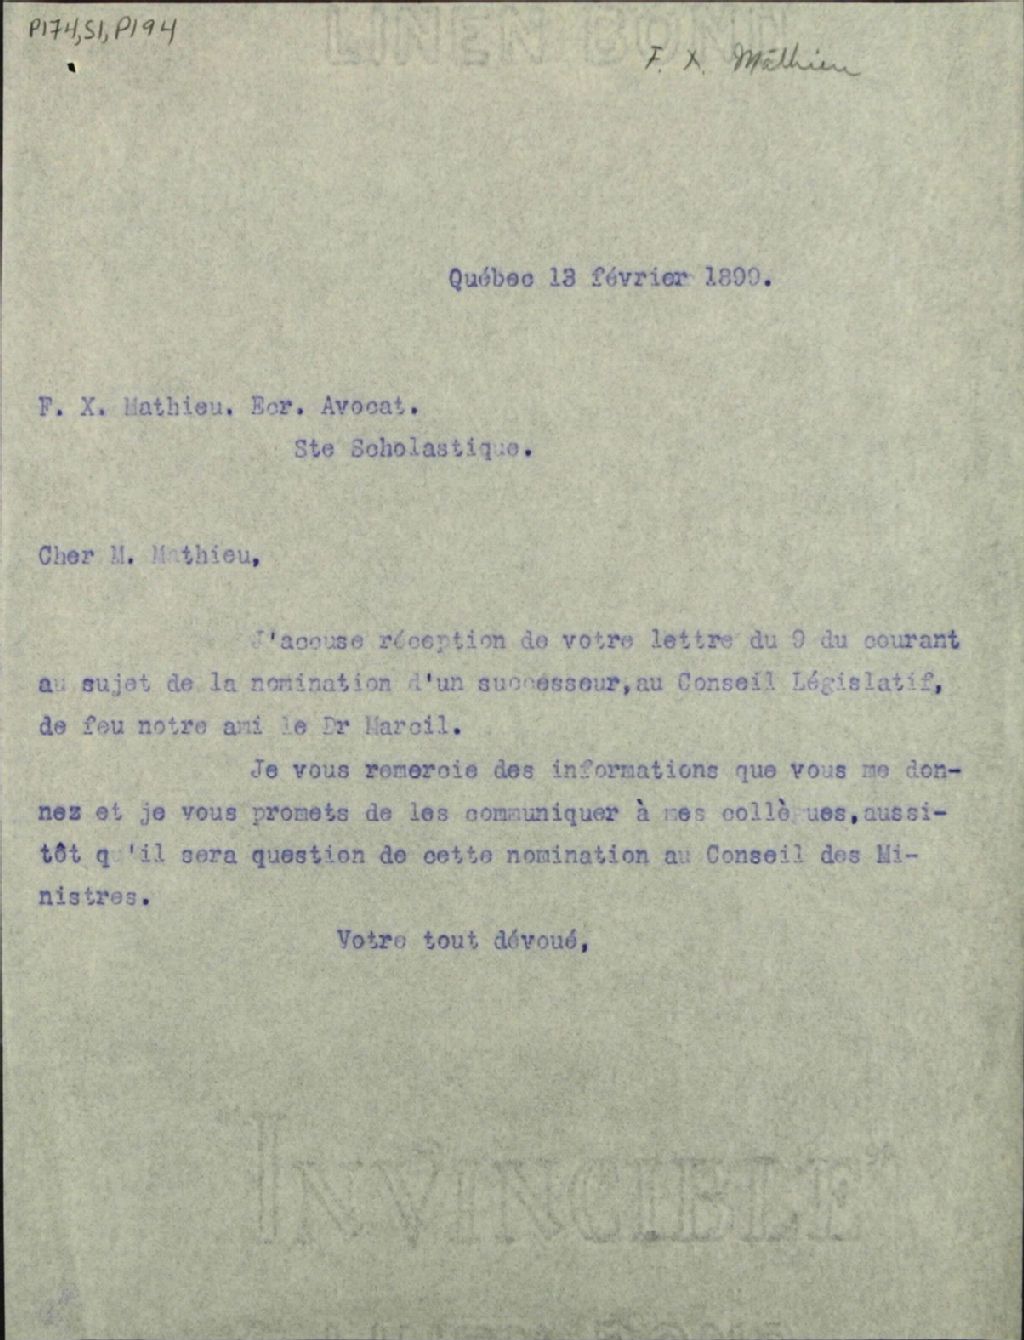 P174,S1,P194
F. X. Mathieu
LINEN BOND
Québec 13 février 1899.
F. X. Mathieu. Ecr. Avocat.
Ste Scholastique.
Cher M. Mathieu,
J'accuse réception de votre lettre du 9 du courant
au sujet de la nomination d'un successeur,au Conseil Législatif,
de feu notre ami le Dr Marcil.
Je vous remercie des informations que vous me don-
nez et je vous promets de les communiquer à mes collègues,aussi-
tôt qu'il sera question de cette nomination au Conseil des Mi-
nistres.
Votre tout dévoué,
INVINCIBLE